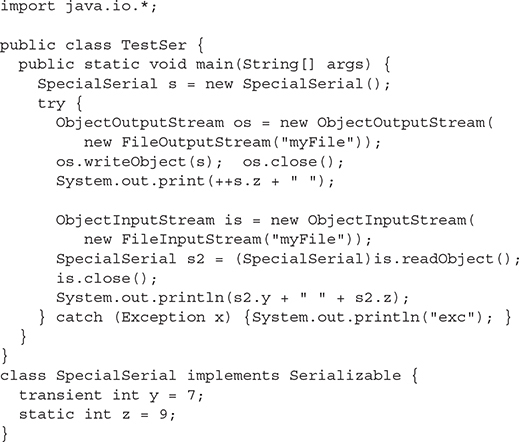 import java.io.*;

public class TestSer {
  public static void main(String[] args) {
    SpecialSerial s = new SpecialSerial();
    try {
      ObjectOutputStream os = new ObjectOutputStream(
         new FileOutputStream("myFile"));
      os.writeObject(s);  os.close();
      System.out.print(++s.z + " ");

      ObjectInputStream is = new ObjectInputStream(
         new FileInputStream("myFile"));
      SpecialSerial s2 = (SpecialSerial)is.readObject();
      is.close();
      System.out.println(s2.y + " " + s2.z);
    } catch (Exception x) {System.out.println("exc"); }
  }
}
class SpecialSerial implements Serializable {
  transient int y = 7;
  static int z = 9;
}